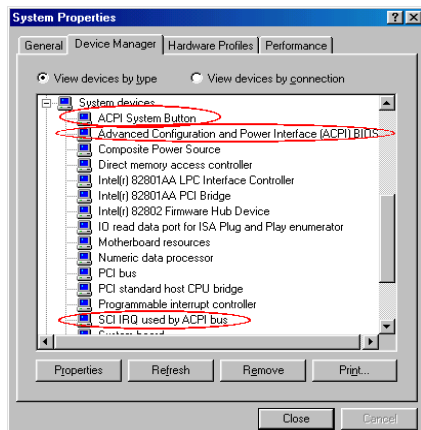 System Properties
General Device Manager Hardware Profiles Performance
View devices by type View devices by connection
System devices
ACPI System Button
Advanced Configuration and Power Interface (ACPI) BIOS
Composite Power Source
Direct memory access controller
Intel(r) 82801AA LPC Interface Controller
Intel(r) 82801AA PCI Bridge
Intel(r) 82802 Firmware Hub Device
IO read data port for ISA Plug and Play enumerator
Motherboard resources
Numeric data processor
PCI bus
PCI standard host CPU bridge
Programmable interrupt controller
SCI IRQ used by ACPI bus
System board
Properties Refresh Remove Print...
Close Cancel